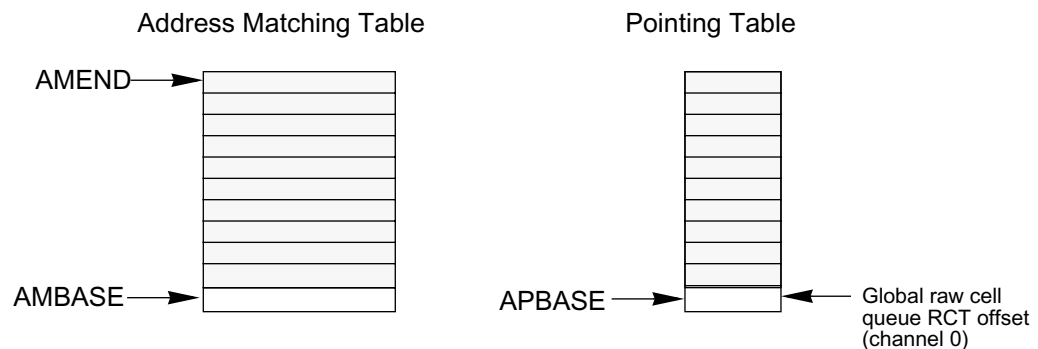 Address Matching Table
Pointing Table
AMEND
AMBASE
APBASE
Global raw cell
queue RCT offset
(channel 0)